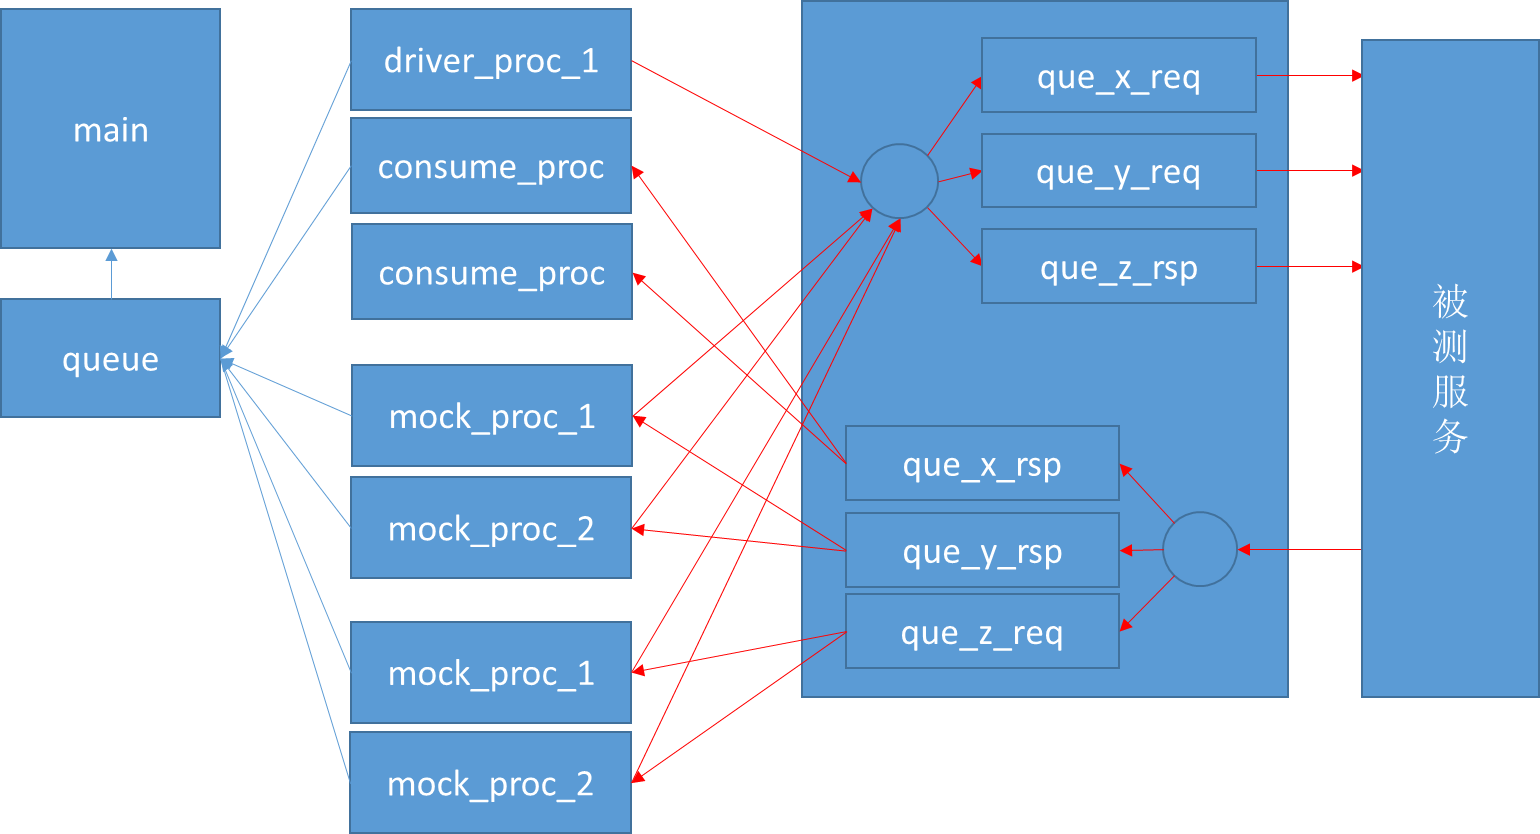 main
queue
driver_proc_1
consume_proc
consume_proc
mock_proc_1
mock_proc_2
mock_proc_1
mock_proc_2
que_x_req
que_y_req
que_z_rsp
que_x_rsp
que_y_rsp
que_z_req
被
测
服
务